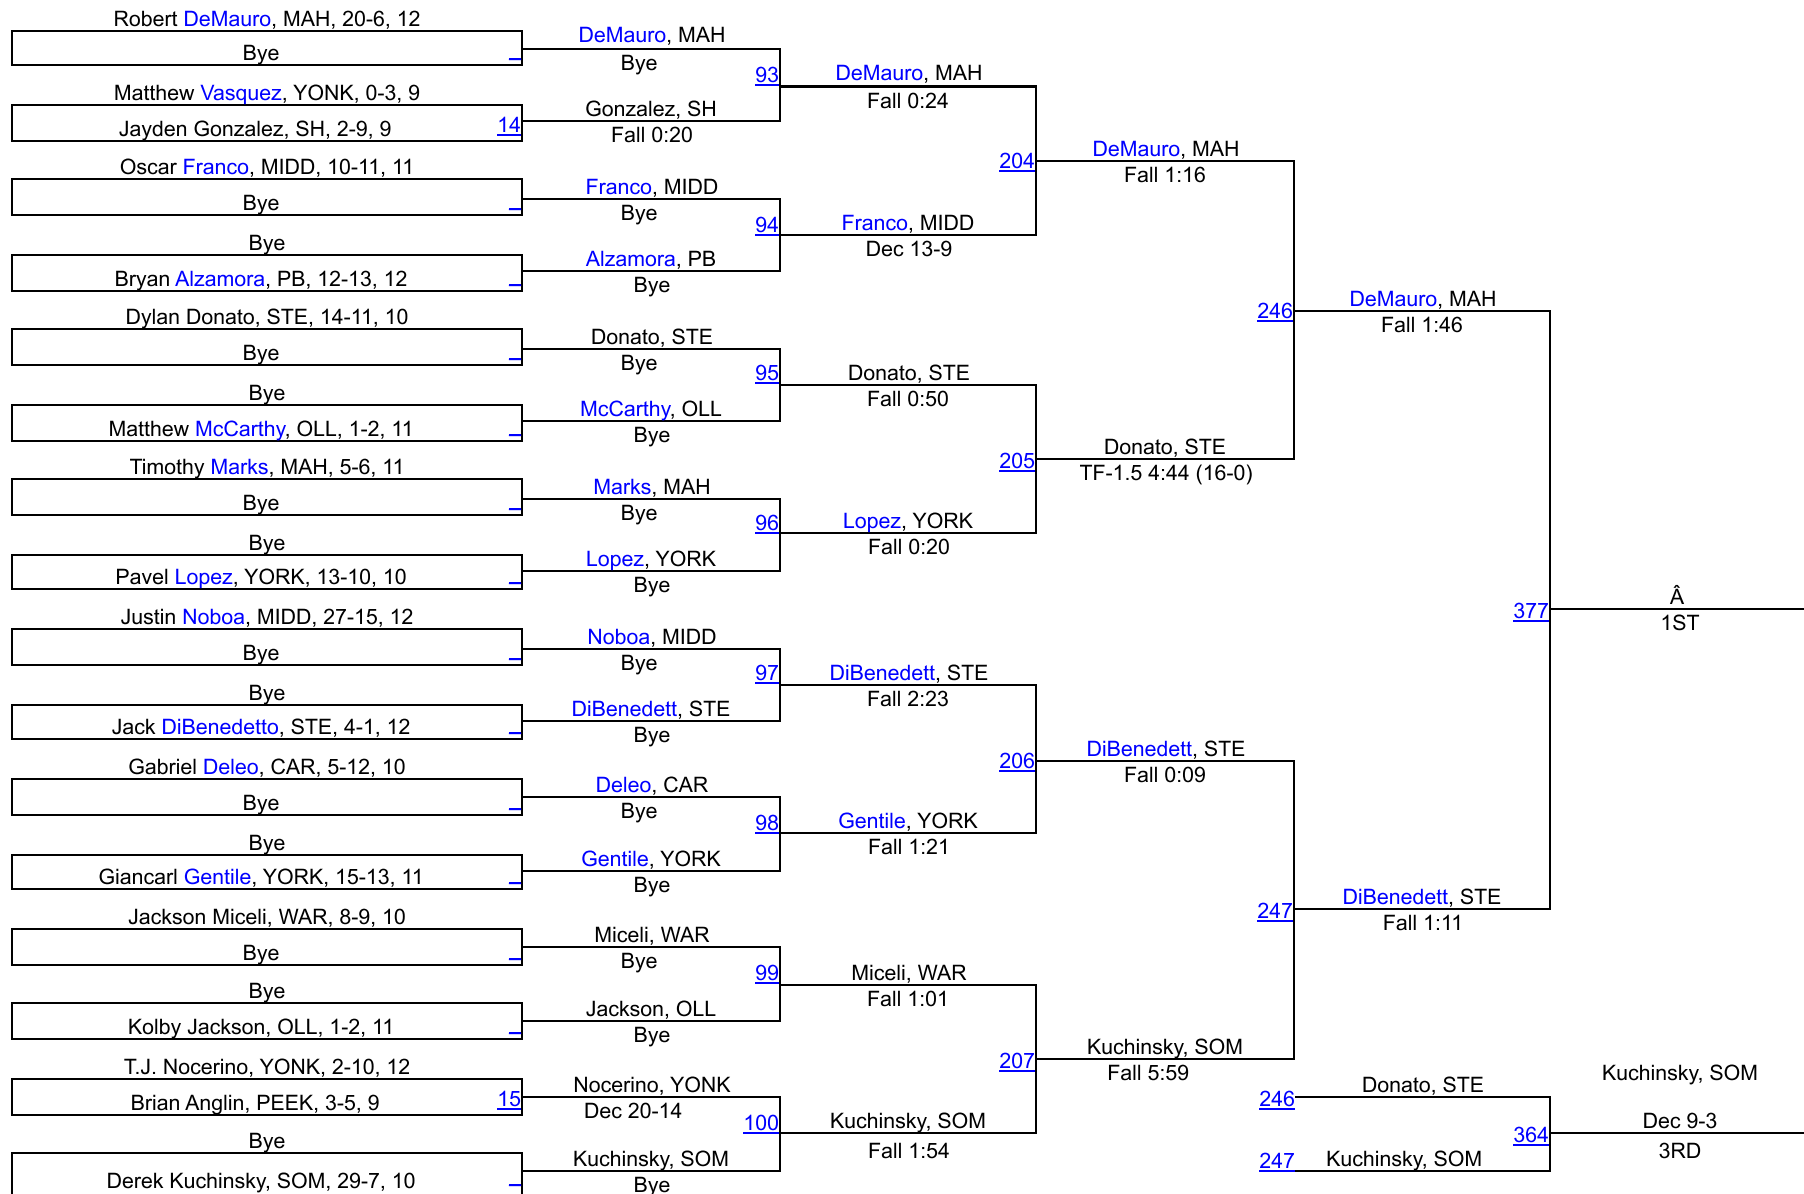 Robert DeMauro, MAH, 20-6, 12
Bye
Matthew Vasquez, YONK, 0-3, 9
Jayden Gonzalez, SH, 2-9, 9
14
Oscar Franco, MIDD, 10-11, 11
Bye
Bye
Bryan Alzamora, PB, 12-13, 12
Dylan Donato, STE, 14-11, 10
Bye
Bye
Matthew McCarthy, OLL, 1-2, 11
Timothy Marks, MAH, 5-6, 11
Bye
Bye
Pavel Lopez, YORK, 13-10, 10
Justin Noboa, MIDD, 27-15, 12
Bye
Bye
Jack DiBenedetto, STE, 4-1, 12
Gabriel Deleo, CAR, 5-12, 10
Bye
Bye
Giancarl Gentile, YORK, 15-13, 11
Jackson Miceli, WAR, 8-9, 10
Bye
Bye
Kolby Jackson, OLL, 1-2, 11
T.J. Nocerino, YONK, 2-10, 12
Brian Anglin, PEEK, 3-5, 9
15
Bye
Derek Kuchinsky, SOM, 29-7, 10
DeMauro, MAH
Bye
93
Gonzalez, SH
Fall 0:20
Franco, MIDD
Bye
94
Alzamora, PB
Bye
Donato, STE
Bye
95
McCarthy, OLL
Bye
Marks, MAH
Bye
96
Lopez, YORK
Bye
Noboa, MIDD
Bye
97
DiBenedett, STE
Bye
Deleo, CAR
Bye
98
Gentile, YORK
Bye
Miceli, WAR
Bye
99
Jackson, OLL
Bye
Nocerino, YONK
Dec 20-14
100
Kuchinsky, SOM
Bye
DeMauro, MAH
Fall 0:24
204
Franco, MIDD
Dec 13-9
Donato, STE
Fall 0:50
205
Lopez, YORK
Fall 0:20
DiBenedett, STE
Fall 2:23
206
Gentile, YORK
Fall 1:21
Miceli, WAR
Fall 1:01
207
Kuchinsky, SOM
Fall 1:54
DeMauro, MAH
Fall 1:16
246
Donato, STE
TF-1.5 4:44 (16-0)
DiBenedett, STE
Fall 0:09
247
Kuchinsky, SOM
Fall 5:59
DeMauro, MAH
Fall 1:46
377
DiBenedett, STE
Fall 1:11
Â
1ST
246
Donato, STE
364
247
Kuchinsky, SOM
Kuchinsky, SOM
Dec 9-3
3RD